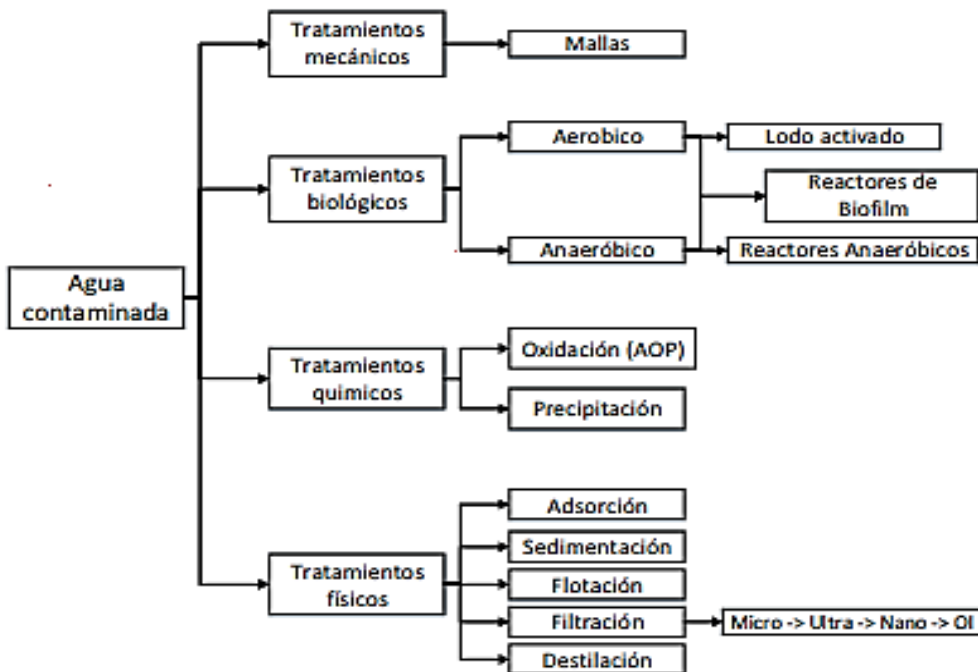 Tratamientos
mecánicos
Mallas
Aerobico
Lodo activado
Tratamientos
biológicos
Reactores de
Biofilm
Anaeróbico
Reactores Anaeróbicos
Agua
contaminada
Oxidación (AOP)
Tratamientos
quimicos
Precipitación
Adsorción
Sedimentación
Tratamientos
físicos
Flotación
Filtración
Micro -> Ultra -> Nano -> OI
Destilación